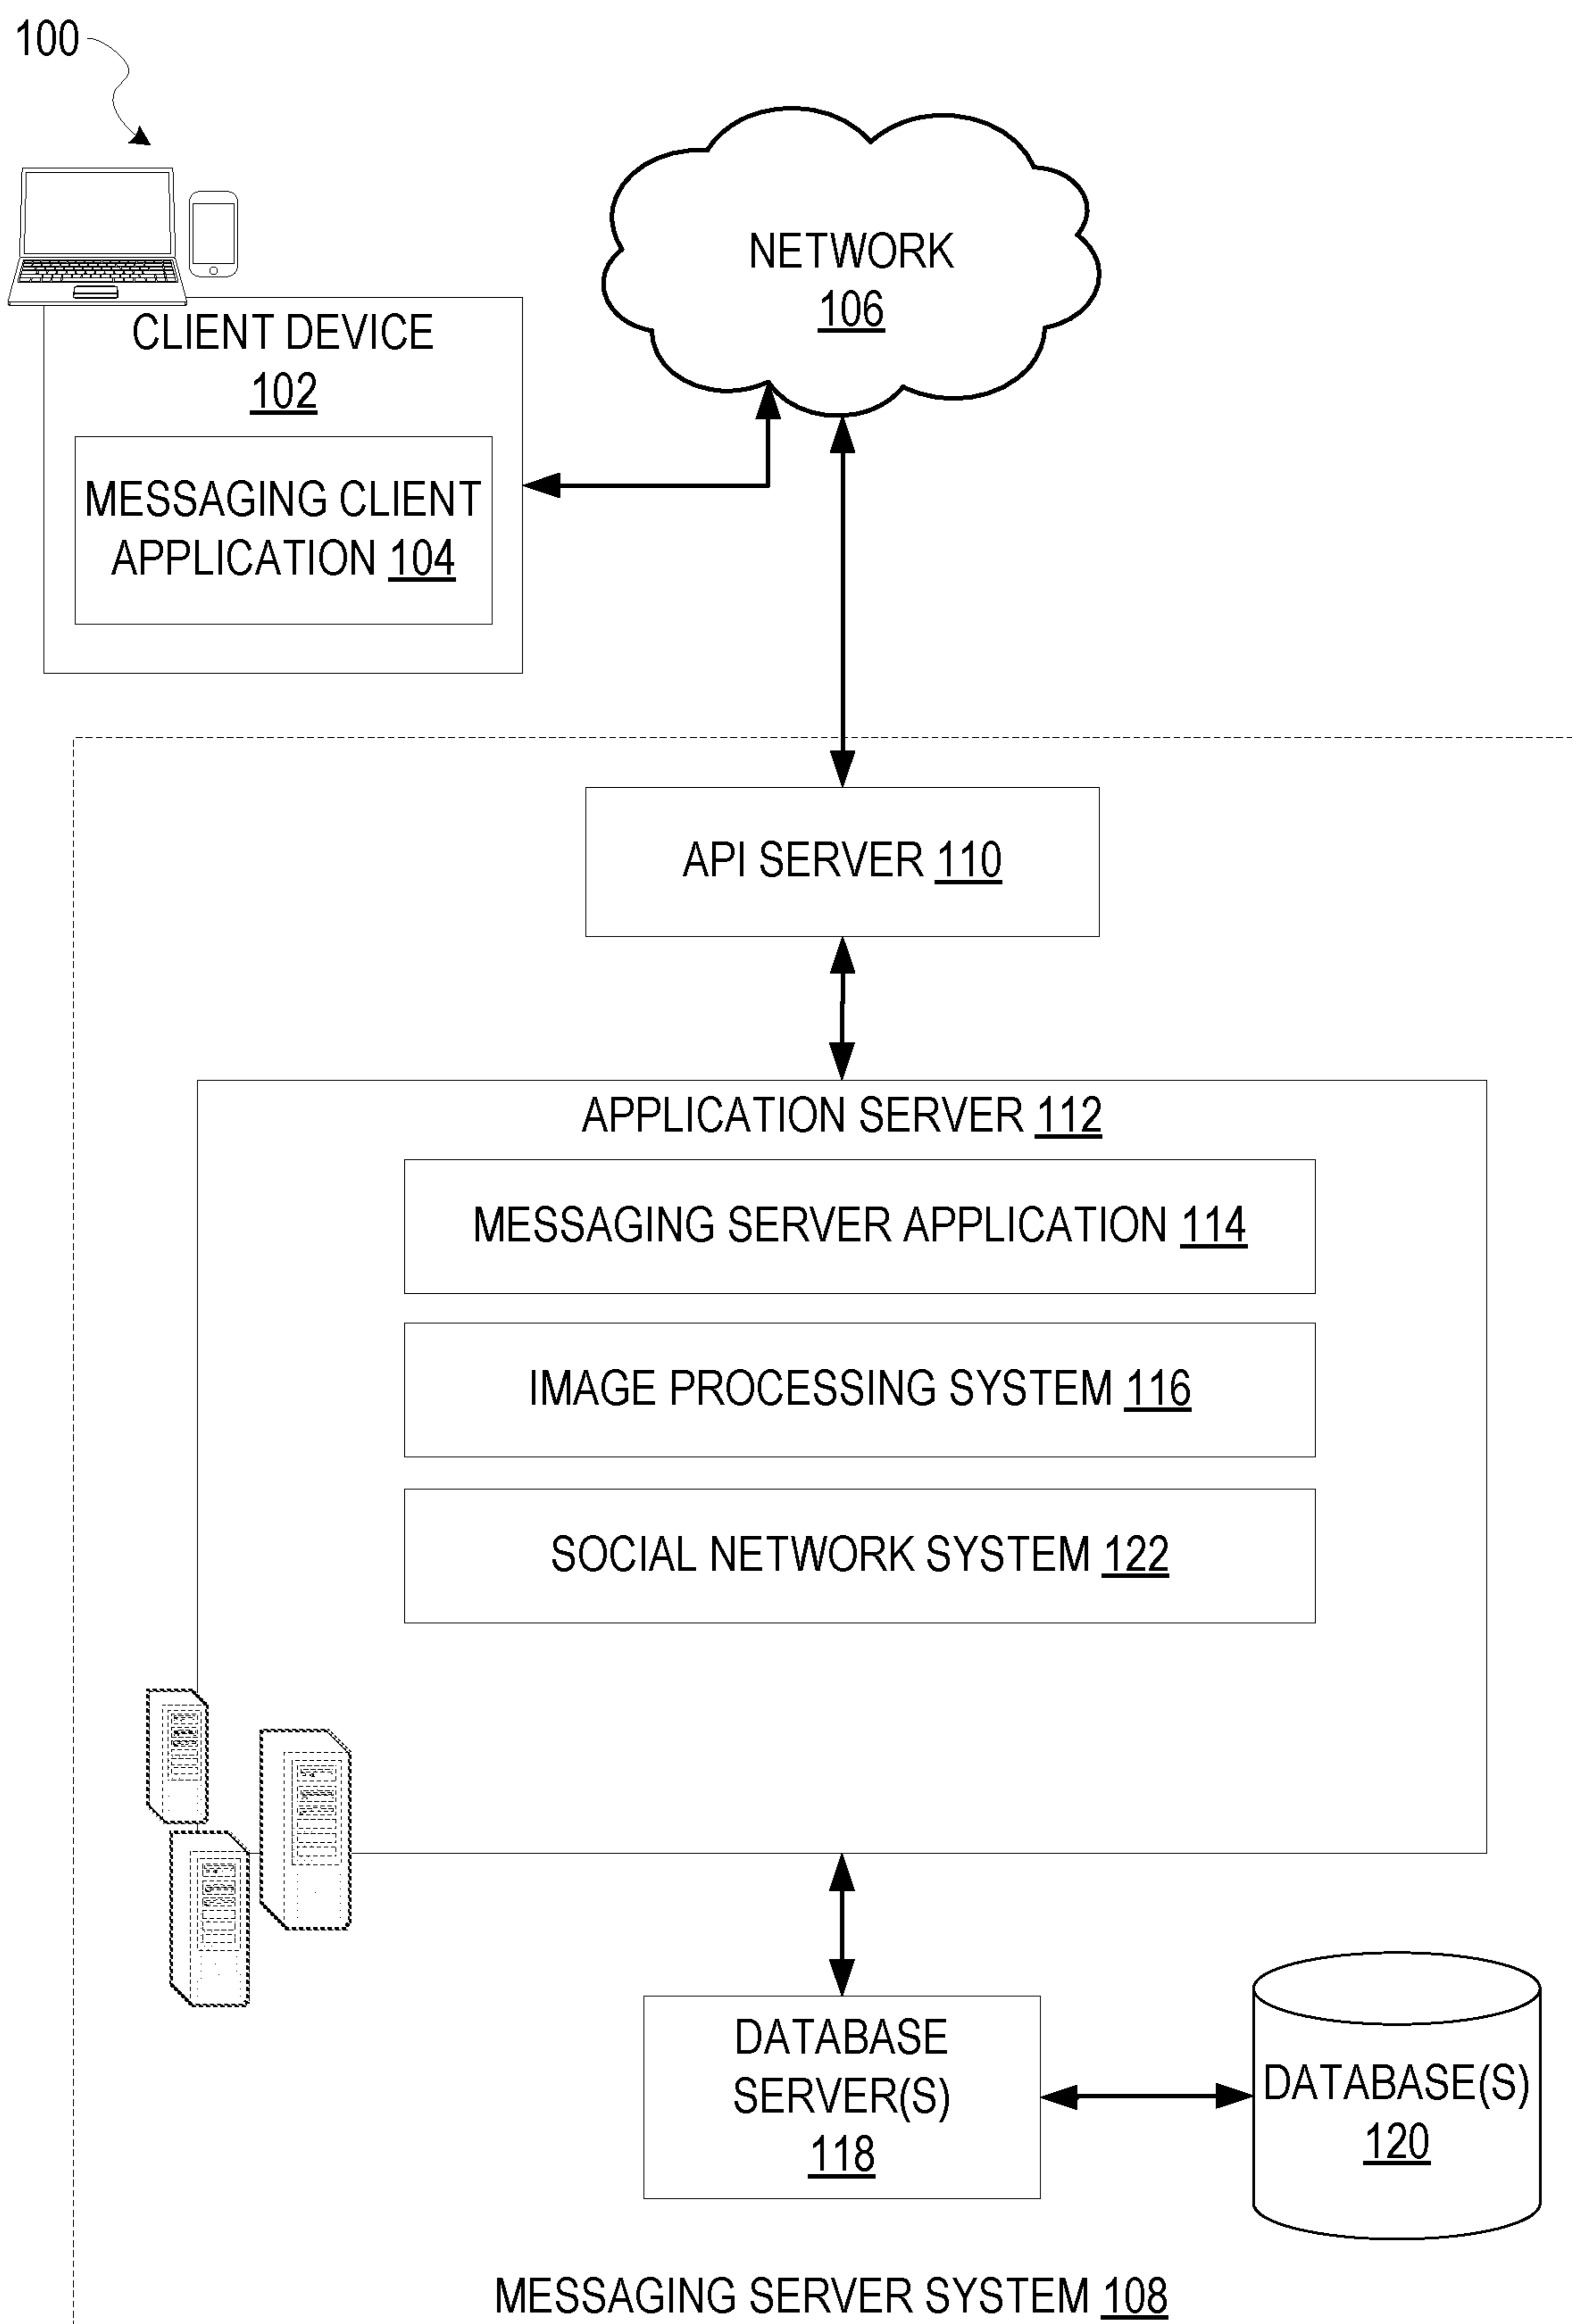 100
NETWORK
106
CLIENT DEVICE
102
MESSAGING CLIENT
APPLICATION 104
API SERVER 110
APPLICATION SERVER 112
MESSAGING SERVER APPLICATION 114
IMAGE PROCESSING SYSTEM 116
SOCIAL NETWORK SYSTEM 122
DATABASE
SERVER(S)
118
DATABASE(S)
120
MESSAGING SERVER SYSTEM 108